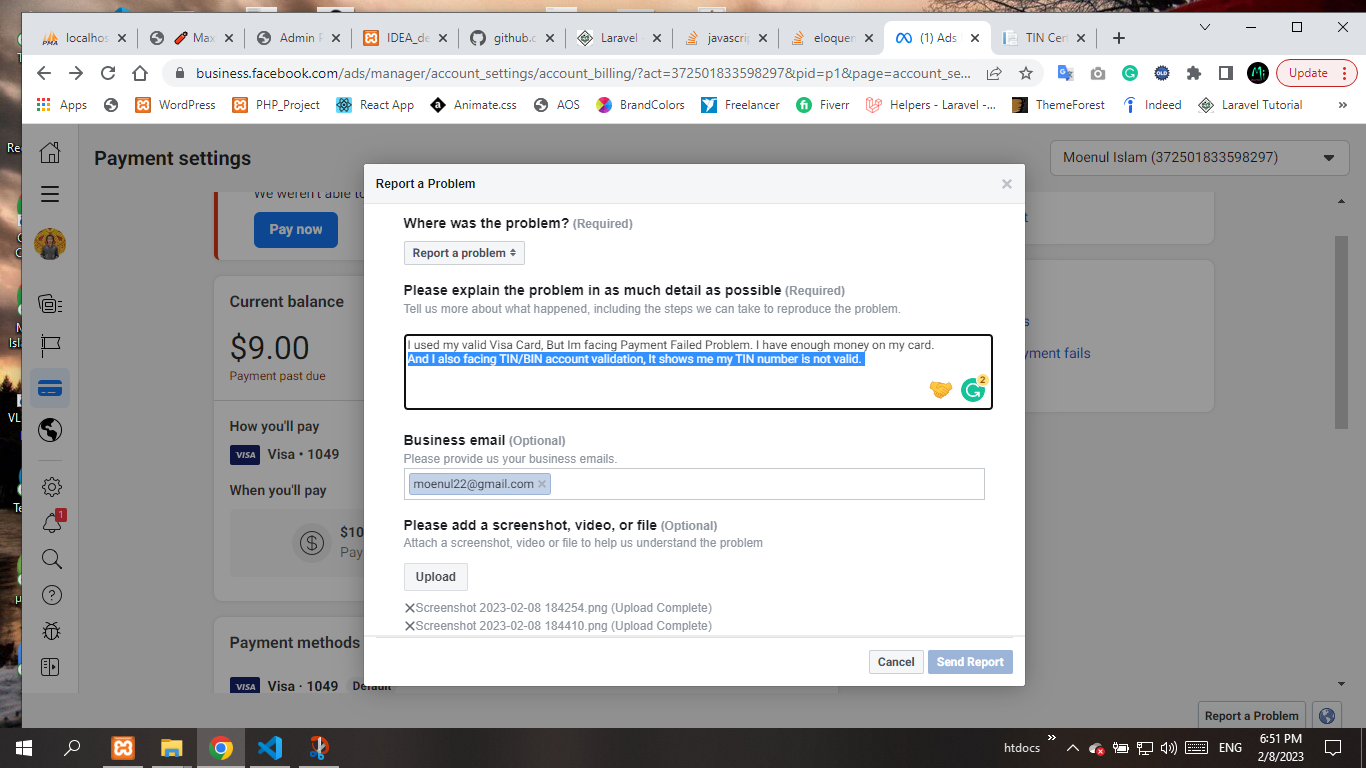 localhos
Max
Admin P
IDEA_de
github.c
Laravel
javascrip
eloquen
(1) Ads
TIN Cert
business.facebook.com/ads/manager/account_settings/account_billing/?act=372501833598297&pid=p1&page=account_se...
Update
Apps
WordPress
PHP_Project
React App
Animate.css
AOS
BrandColors
Freelancer
Fiverr
Helpers - Laravel -...
ThemeForest
Indeed
Laravel Tutorial
»
Payment settings
Moenul Islam (372501833598297)
We weren't able to
Pay now
Report a Problem
Where was the problem? (Required)
Report a problem
Please explain the problem in as much detail as possible (Required)
Tell us more about what happened, including the steps we can take to reproduce the problem.
I used my valid Visa Card, But Im facing Payment Failed Problem. I have enough money on my card.
And I also facing TIN/BIN account validation, It shows me my TIN number is not valid.
2
Business email (Optional)
Please provide us your business emails.
moenul22@gmail.com
Please add a screenshot, video, or file (Optional)
Attach a screenshot, video or file to help us understand the problem
Upload
Screenshot 2023-02-08 184254.png (Upload Complete)
Screenshot 2023-02-08 184410.png (Upload Complete)
Cancel
Send Report
Current balance
$9.00
Payment past due
How you'll pay
VISA Visa • 1049
When you'll pay
$10
Pay
Payment methods
VISA Visa · 1049 Default
yment fails
1
Report a Problem
htdocs
»
ENG
6:51 PM
2/8/2023